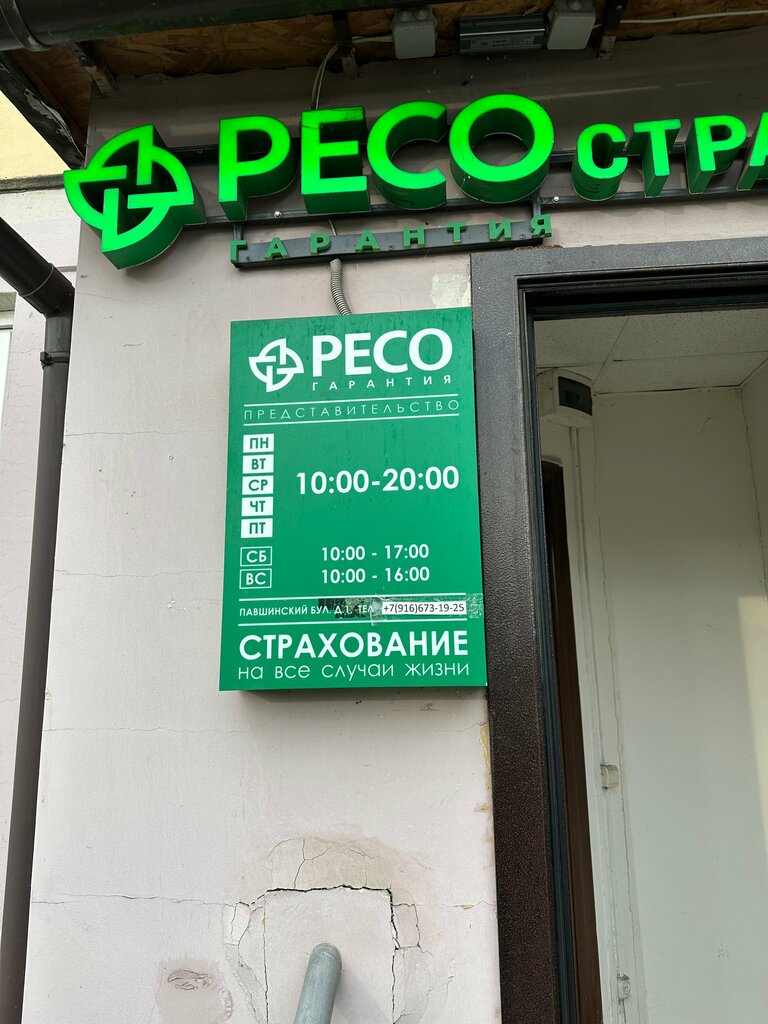 РЕСО СТРА
ГАРАНТИЯ
РЕСО
ГАРАНТИЯ
ПРЕДСТАВИТЕЛЬСТВО
ПН
ВТ
СР 10:00-20:00
ЧТ
ПТ
СБ 10:00 - 17:00
ВС 10:00 - 16:00
ПАВШИНСКИЙ БУЛ. Д.1 ТЕЛ. +7(916)673-19-25
СТРАХОВАНИЕ
на все случаи жизни